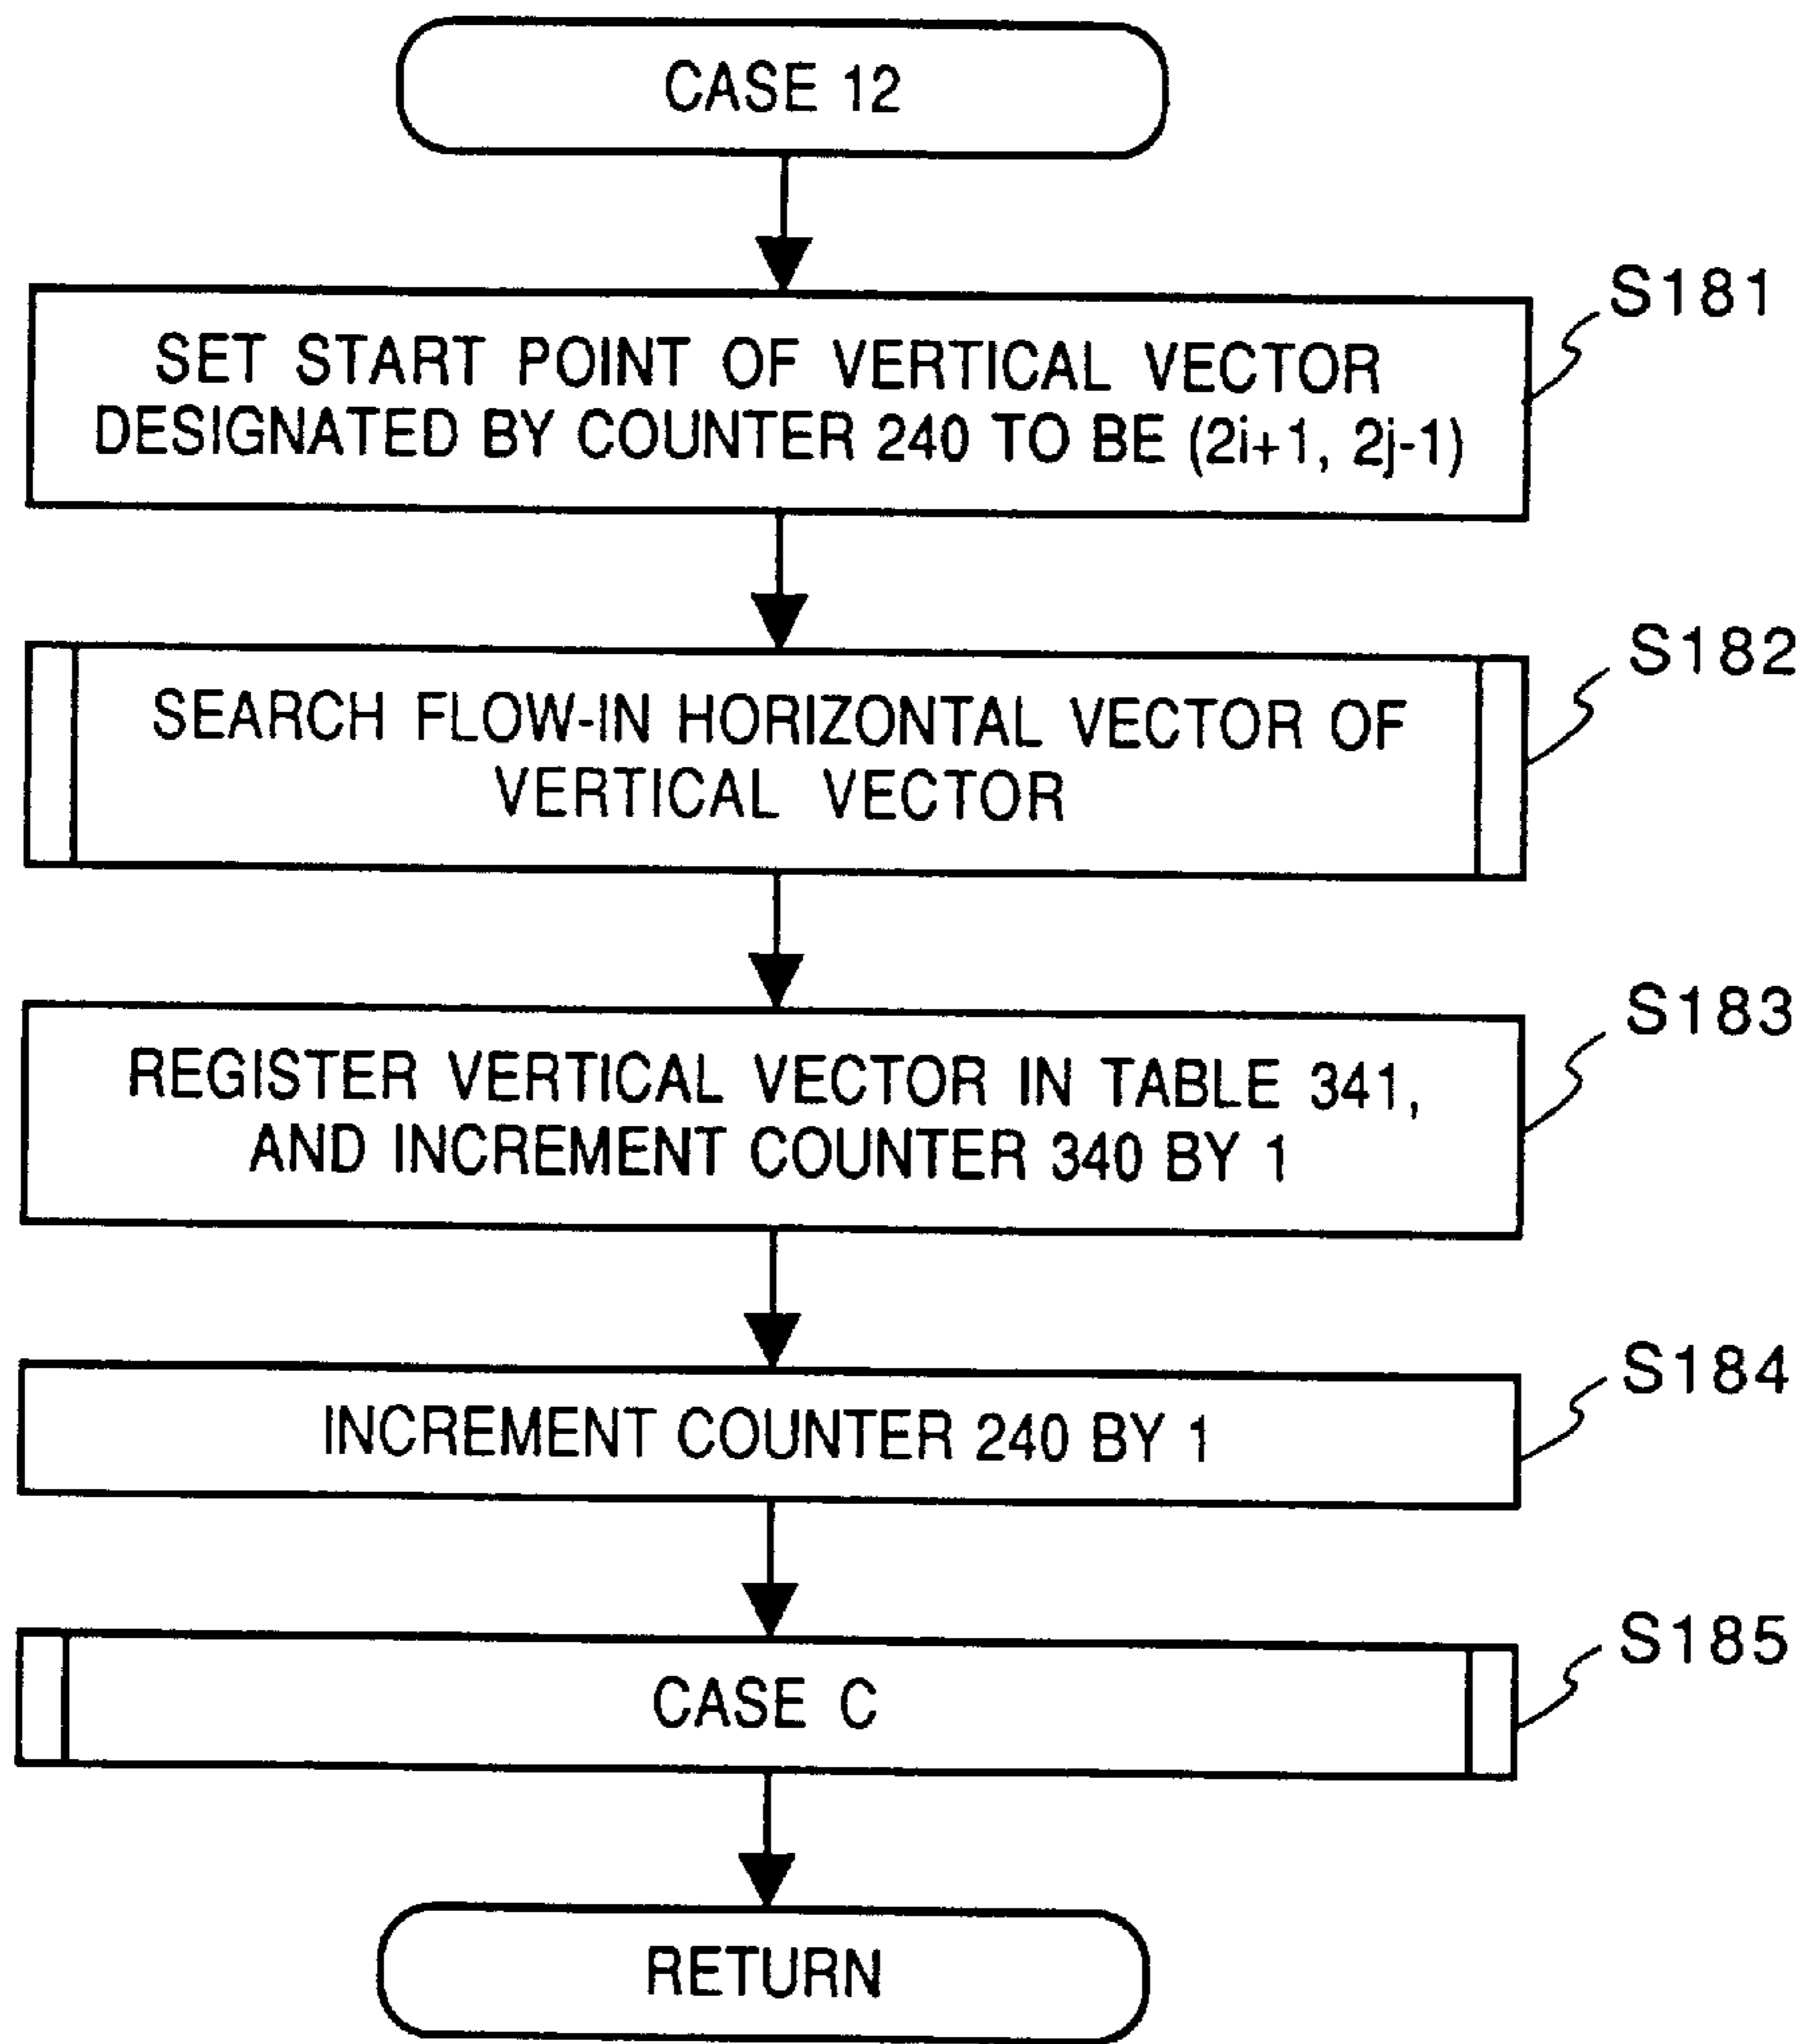 CASE 12
S181
SET START POINT OF VERTICAL VECTOR
DESIGNATED BY COUNTER 240 TO BE (2i+1, 2j-1)
S182
SEARCH FLOW-IN HORIZONTAL VECTOR OF
VERTICAL VECTOR
S183
REGISTER VERTICAL VECTOR IN TABLE 341,
AND INCREMENT COUNTER 340 BY 1
S184
INCREMENT COUNTER 240 BY 1
S185
CASE C
RETURN